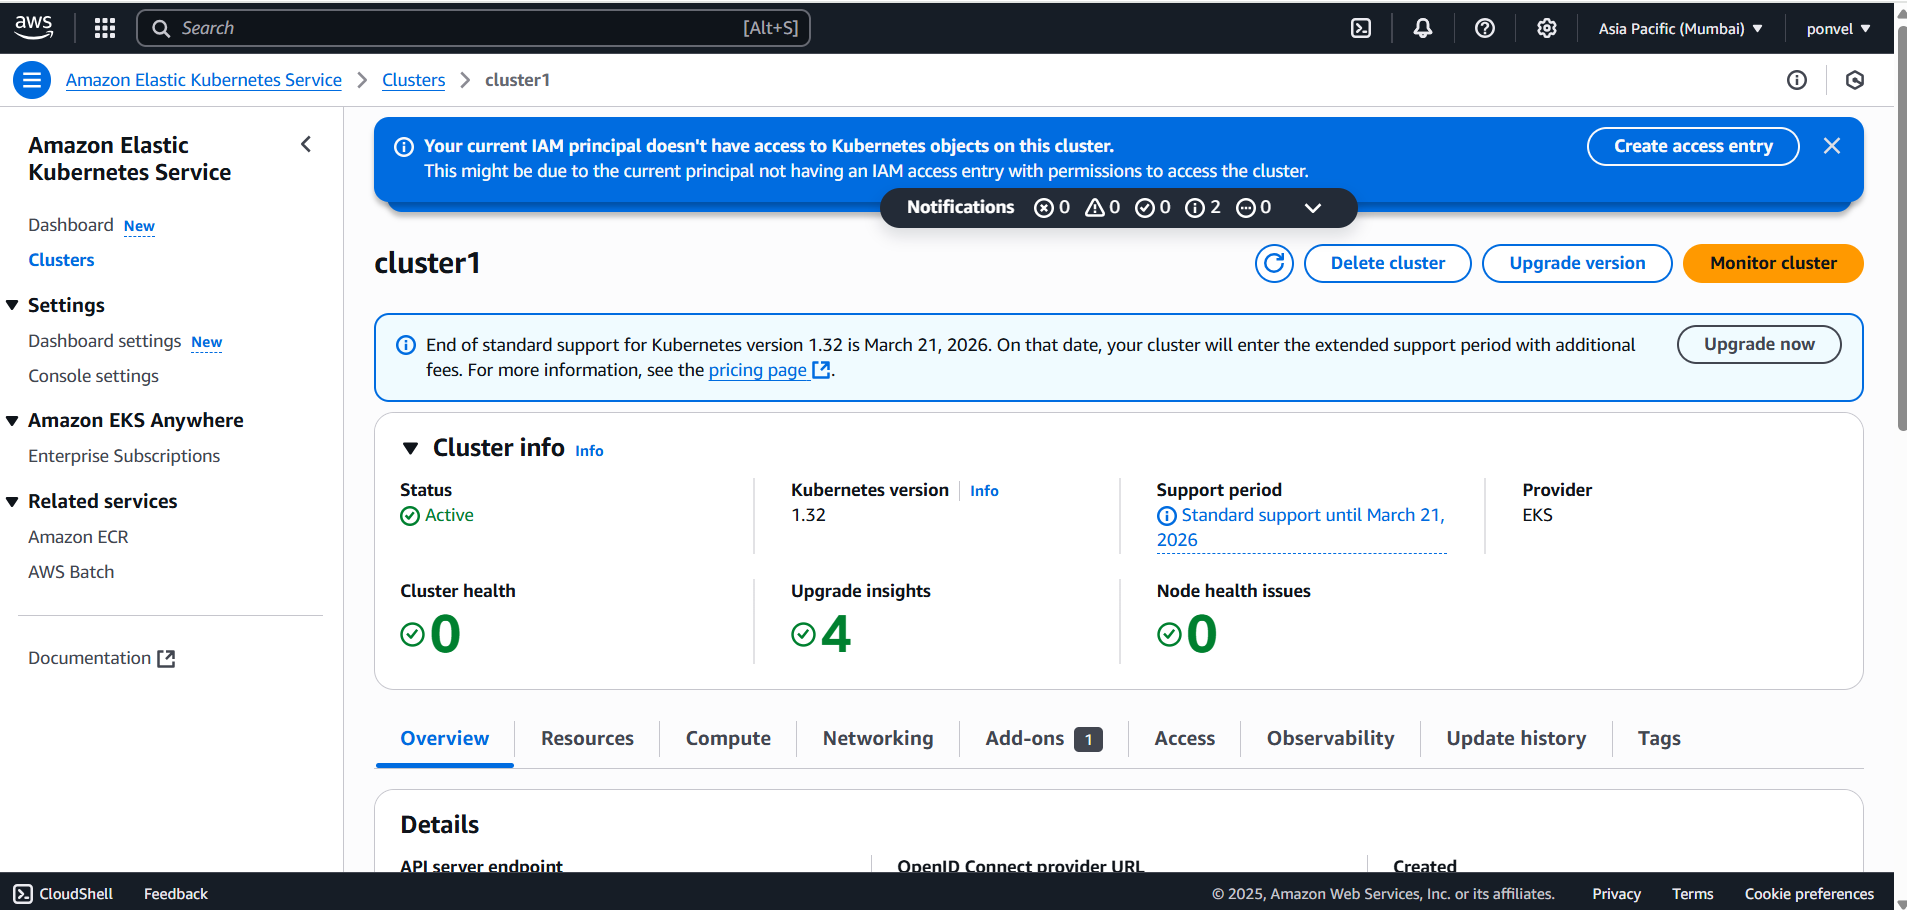 aws
Search [Alt+S]
Asia Pacific (Mumbai)
ponvel
Amazon Elastic Kubernetes Service
Clusters
cluster1
Amazon Elastic
Kubernetes Service
Dashboard New
Clusters
Settings
Dashboard settings New
Console settings
Amazon EKS Anywhere
Enterprise Subscriptions
Related services
Amazon ECR
AWS Batch
Documentation
Your current IAM principal doesn't have access to Kubernetes objects on this cluster.
This might be due to the current principal not having an IAM access entry with permissions to access the cluster.
Create access entry
Notifications 0 0 0 2 0
cluster1
Delete cluster
Upgrade version
Monitor cluster
End of standard support for Kubernetes version 1.32 is March 21, 2026. On that date, your cluster will enter the extended support period with additional
fees. For more information, see the pricing page.
Upgrade now
Cluster info Info
Status
Active
Kubernetes version Info
1.32
Support period
Standard support until March 21,
2026
Provider
EKS
Cluster health
0
Upgrade insights
4
Node health issues
0
Overview
Resources
Compute
Networking
Add-ons 1
Access
Observability
Update history
Tags
Details
API server endpoint
OpenID Connect provider URL
Created
CloudShell
Feedback
© 2025, Amazon Web Services, Inc. or its affiliates.
Privacy
Terms
Cookie preferences